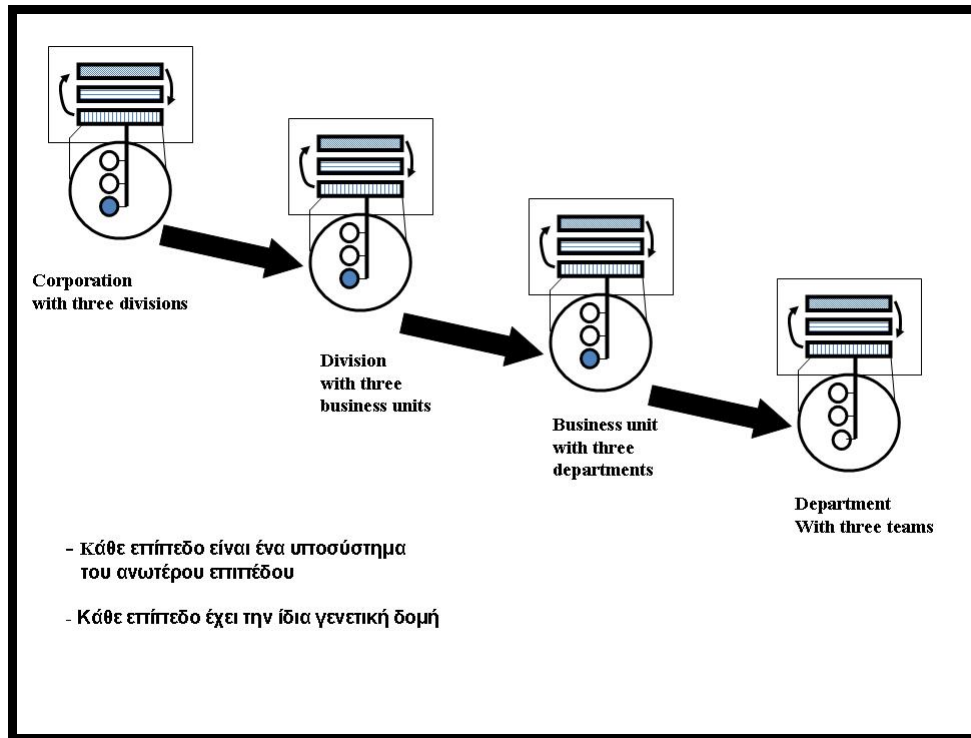 Corporation
with three divisions
Division
with three
business units
Business unit
with three
departments
Department
With three teams
- Κάθε επίπεδο είναι ένα υποσύστημα
του ανωτέρου επιπέδου
- Κάθε επίπεδο έχει την ίδια γενετική δομή